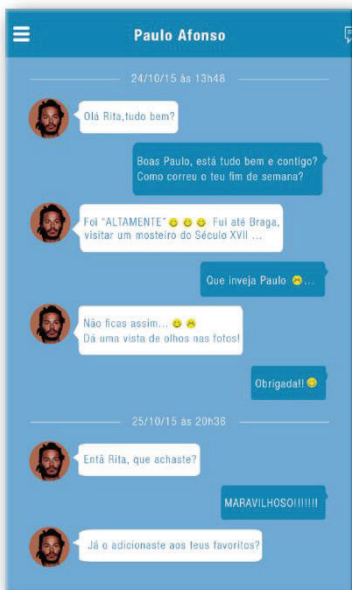 Paulo Afonso
24/10/15 às 13h48
Olá Rita,tudo bem?
Boas Paulo, está tudo bem e contigo?
Como correu o teu fim de semana?
Foi "ALTAMENTE" 😊 😊 😊 Fui até Braga,
visitar um mosteiro do Século XVII ...
Que inveja Paulo 🙁...
Não ficas assim... 😊 🙁
Dá uma vista de olhos nas fotos!
Obrigada!! 😊
25/10/15 às 20h36
Entã Rita, que achaste?
MARAVILHOSO!!!!!!!
Já o adicionaste aos teus favoritos?